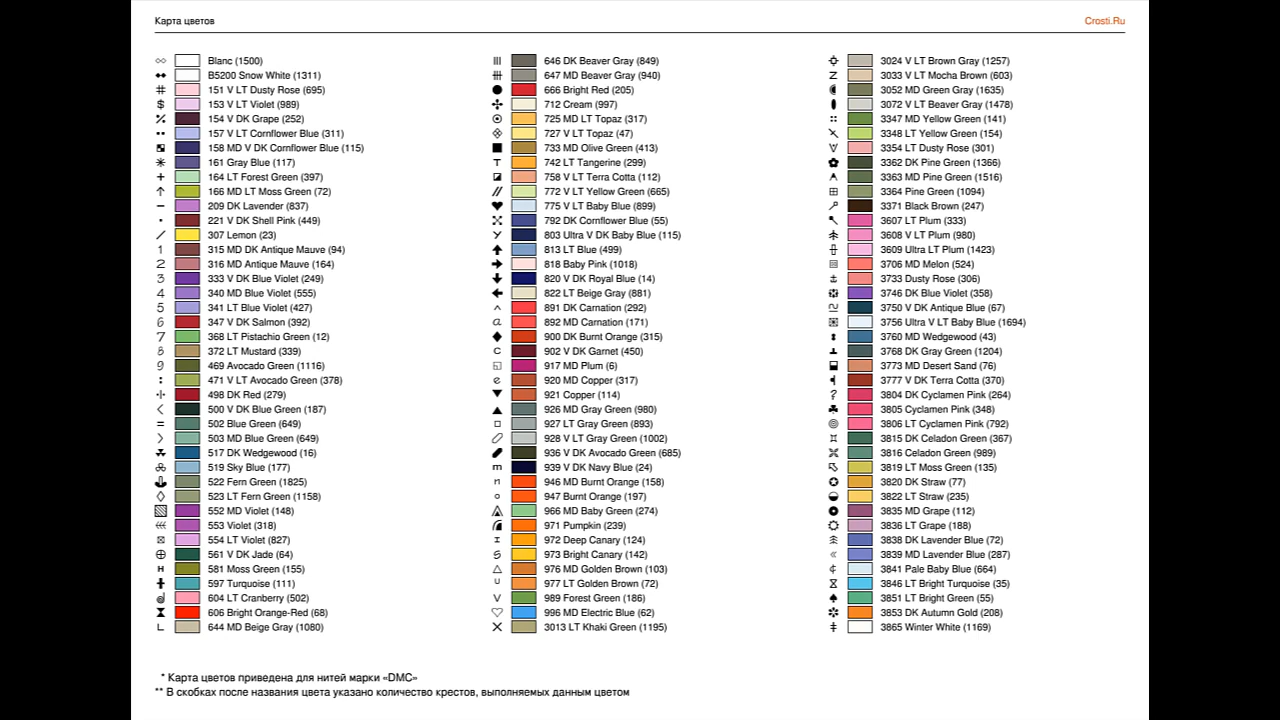 Карта цветов
Crosti.Ru
Blanc (1500)
B5200 Snow White (1311)
151 V LT Dusty Rose (695)
153 V LT Violet (989)
154 V DK Grape (252)
157 V LT Cornflower Blue (311)
158 MD V DK Cornflower Blue (115)
161 Gray Blue (117)
164 LT Forest Green (397)
166 MD LT Moss Green (72)
209 DK Lavender (837)
221 V DK Shell Pink (449)
307 Lemon (23)
315 MD DK Antique Mauve (94)
316 MD Antique Mauve (164)
333 V DK Blue Violet (249)
340 MD Blue Violet (555)
341 LT Blue Violet (427)
347 V DK Salmon (392)
368 LT Pistachio Green (12)
372 LT Mustard (339)
469 Avocado Green (1116)
471 V LT Avocado Green (378)
498 DK Red (279)
500 V DK Blue Green (187)
502 Blue Green (649)
503 MD Blue Green (649)
517 DK Wedgewood (16)
519 Sky Blue (177)
522 Fern Green (1825)
523 LT Fern Green (1158)
552 MD Violet (148)
553 Violet (318)
554 LT Violet (827)
561 V DK Jade (64)
581 Moss Green (155)
597 Turquoise (111)
604 LT Cranberry (502)
606 Bright Orange-Red (68)
644 MD Beige Gray (1080)
646 DK Beaver Gray (849)
647 MD Beaver Gray (940)
666 Bright Red (205)
712 Cream (997)
725 MD LT Topaz (317)
727 V LT Topaz (47)
733 MD Olive Green (413)
742 LT Tangerine (299)
758 V LT Terra Cotta (112)
772 V LT Yellow Green (665)
775 V LT Baby Blue (899)
792 DK Cornflower Blue (55)
803 Ultra V DK Baby Blue (115)
813 LT Blue (499)
818 Baby Pink (1018)
820 V DK Royal Blue (14)
822 LT Beige Gray (881)
891 DK Carnation (292)
892 MD Carnation (171)
900 DK Burnt Orange (315)
902 V DK Garnet (450)
917 MD Plum (6)
920 MD Copper (317)
921 Copper (114)
926 MD Gray Green (980)
927 LT Gray Green (893)
928 V LT Gray Green (1002)
936 V DK Avocado Green (685)
939 V DK Navy Blue (24)
946 MD Burnt Orange (158)
947 Burnt Orange (197)
966 MD Baby Green (274)
971 Pumpkin (239)
972 Deep Canary (124)
973 Bright Canary (142)
976 MD Golden Brown (103)
977 LT Golden Brown (72)
989 Forest Green (186)
996 MD Electric Blue (62)
3013 LT Khaki Green (1195)
3024 V LT Brown Gray (1257)
3033 V LT Mocha Brown (603)
3052 MD Green Gray (1635)
3072 V LT Beaver Gray (1478)
3347 MD Yellow Green (141)
3348 LT Yellow Green (154)
3354 LT Dusty Rose (301)
3362 DK Pine Green (1366)
3363 MD Pine Green (1516)
3364 Pine Green (1094)
3371 Black Brown (247)
3607 LT Plum (333)
3608 V LT Plum (980)
3609 Ultra LT Plum (1423)
3706 MD Melon (524)
3733 Dusty Rose (306)
3746 DK Blue Violet (358)
3750 V DK Antique Blue (67)
3756 Ultra V LT Baby Blue (1694)
3760 MD Wedgewood (43)
3768 DK Gray Green (1204)
3773 MD Desert Sand (76)
3777 V DK Terra Cotta (370)
3804 DK Cyclamen Pink (264)
3805 Cyclamen Pink (348)
3806 LT Cyclamen Pink (792)
3815 DK Celadon Green (367)
3816 Celadon Green (989)
3819 LT Moss Green (135)
3820 DK Straw (77)
3822 LT Straw (235)
3835 MD Grape (112)
3836 LT Grape (188)
3838 DK Lavender Blue (72)
3839 MD Lavender Blue (287)
3841 Pale Baby Blue (664)
3846 LT Bright Turquoise (35)
3851 LT Bright Green (55)
3853 DK Autumn Gold (208)
3865 Winter White (1169)
* Карта цветов приведена для нитей марки «DMC»
** В скобках после названия цвета указано количество крестов, выполняемых данным цветом